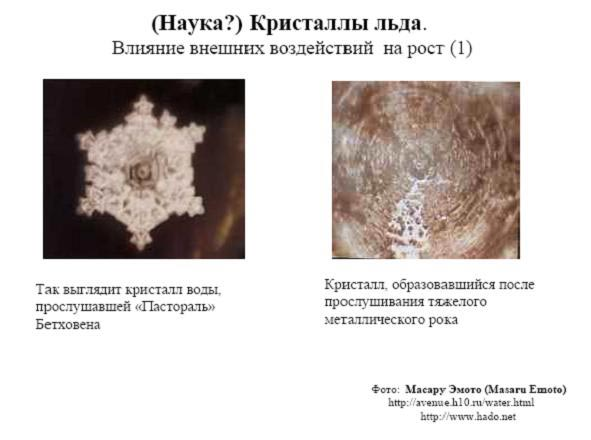 (Наука?) Кристаллы льда.
Влияние внешних воздействий на рост (1)
Так выглядит кристалл воды,
прослушавшей «Пастораль»
Бетховена
Кристалл, образовавшийся после
прослушивания тяжелого
металлического рока
Фото: Масару Эмото (Masaru Emoto)
http://avenue.h10.ru/water.html
http://www.hado.net